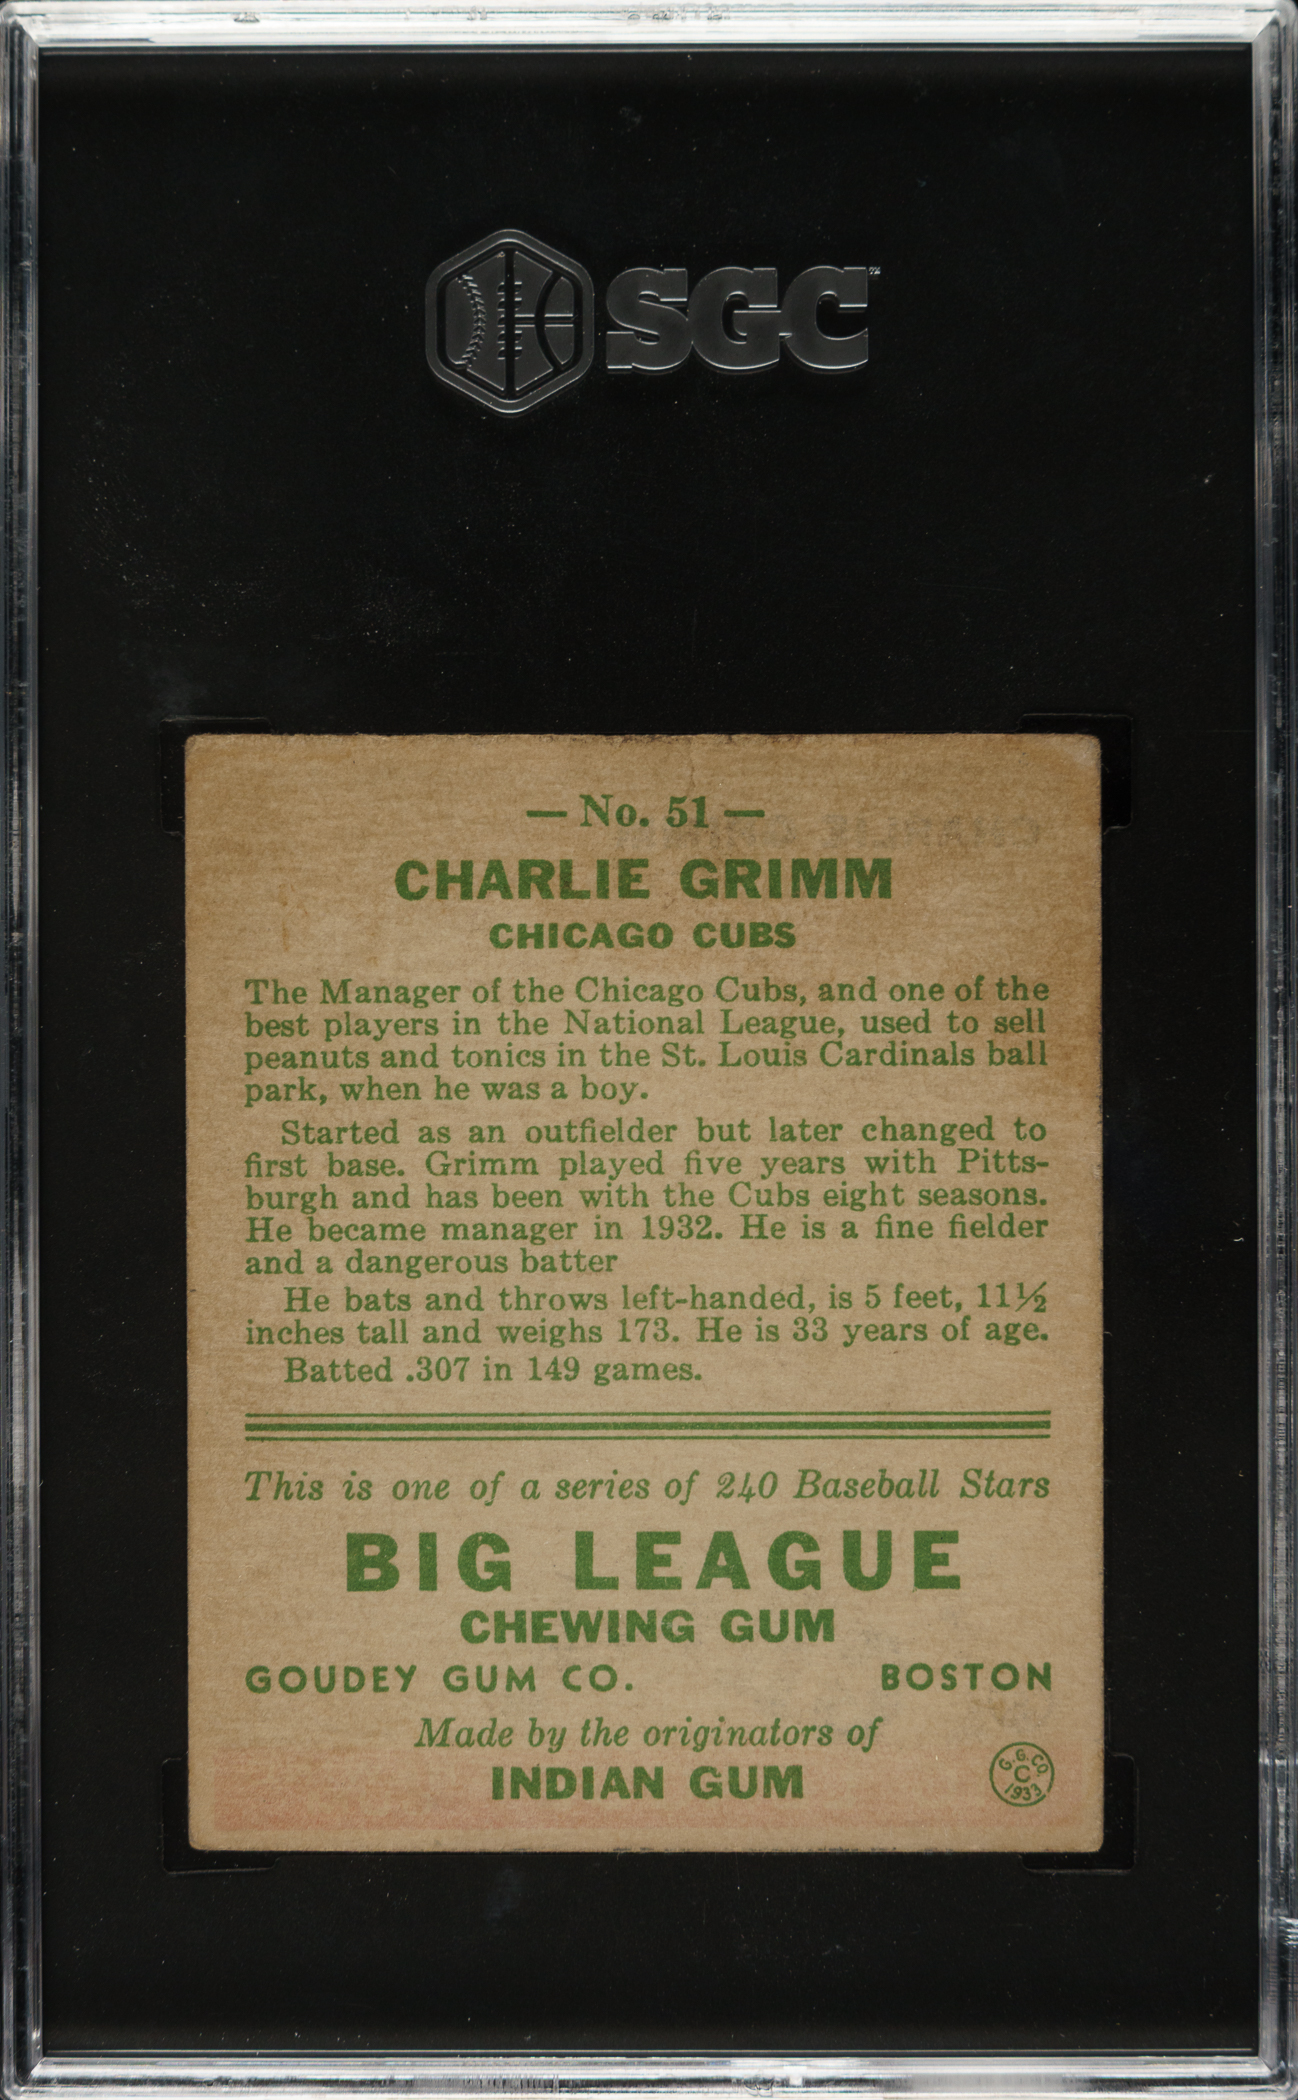 SGC™
— No. 51 —
CHARLIE GRIMM
CHICAGO CUBS
The Manager of the Chicago Cubs, and one of the
best players in the National League, used to sell
peanuts and tonics in the St. Louis Cardinals ball
park, when he was a boy.
Started as an outfielder but later changed to
first base. Grimm played five years with Pitts-
burgh and has been with the Cubs eight seasons.
He became manager in 1932. He is a fine fielder
and a dangerous batter
He bats and throws left-handed, is 5 feet, 11½
inches tall and weighs 173. He is 33 years of age.
Batted .307 in 149 games.
This is one of a series of 240 Baseball Stars
BIG LEAGUE
CHEWING GUM
GOUDEY GUM CO. BOSTON
Made by the originators of
INDIAN GUM
G.G.CO.
C
1933